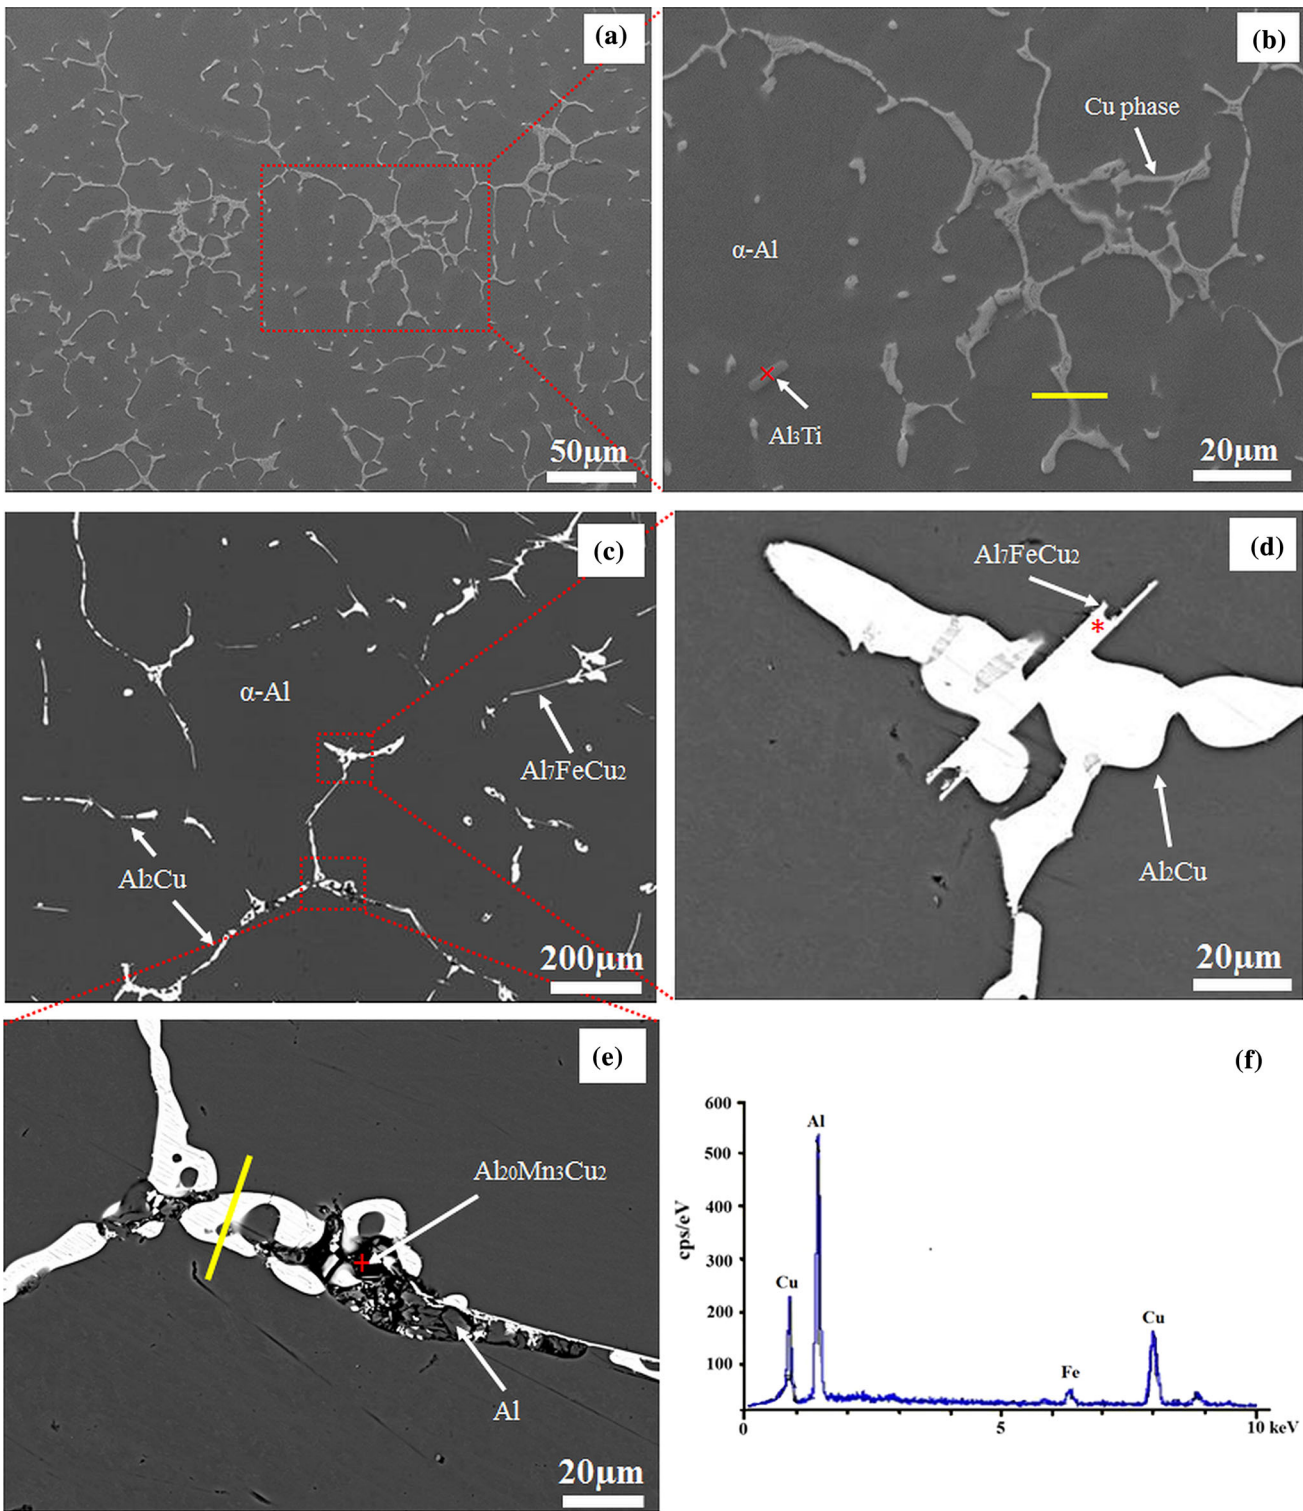 (a)
50μm
(b)
Cu phase
α-Al
Al₃Ti
20μm
(c)
α-Al
Al₇FeCu₂
Al₂Cu
200μm
(d)
Al₇FeCu₂
Al₂Cu
20μm
(e)
Al₂₀Mn₃Cu₂
Al
20μm
(f)
600
500
400
300
200
100
cps/eV
Al
Cu
Fe
Cu
0
5
10 keV